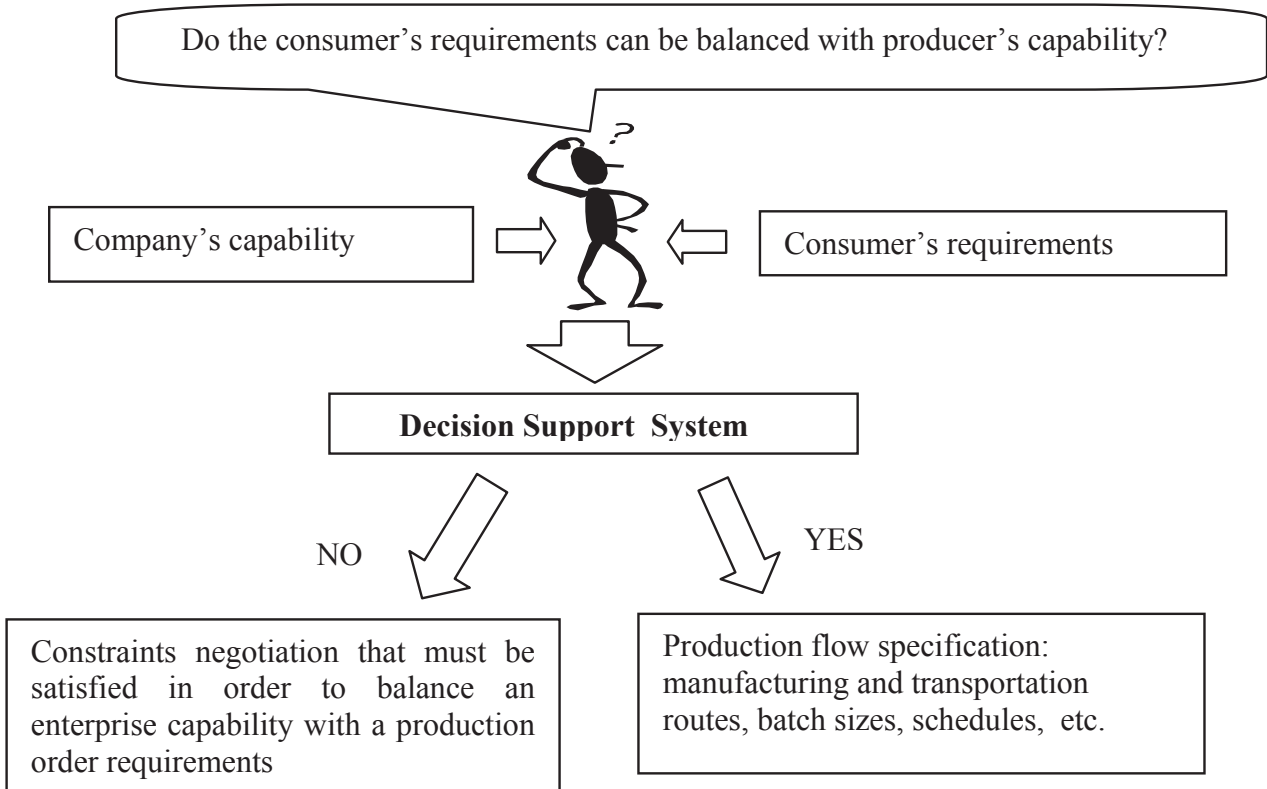 Do the consumer’s requirements can be balanced with producer’s capability?
?
Company’s capability
Consumer’s requirements
Decision Support System
NO
YES
Constraints negotiation that must be
satisfied in order to balance an
enterprise capability with a production
order requirements
Production flow specification:
manufacturing and transportation
routes, batch sizes, schedules, etc.